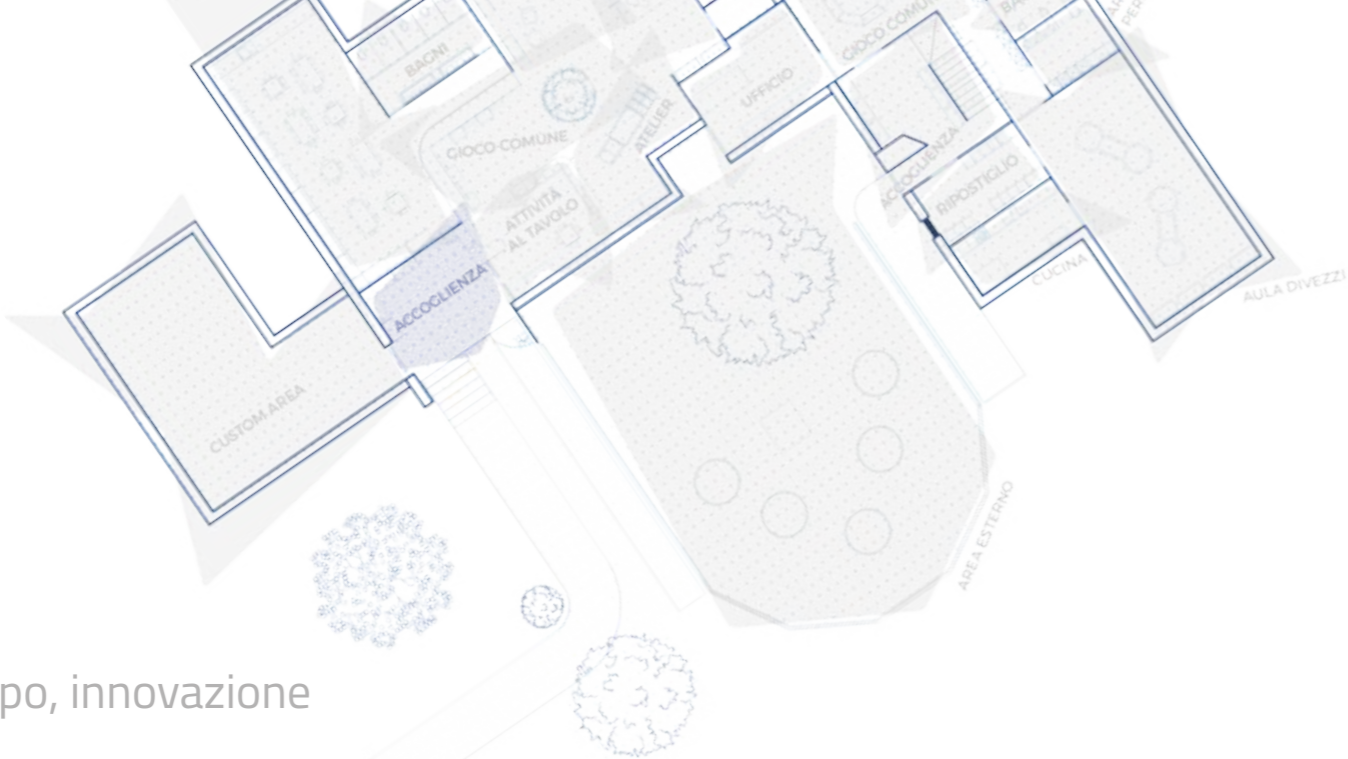 GIOCO COMU
BAGNI
UFFICIO
ATELIER
GIOCO COMUNE
ACCOGLIENZA
RIPOSTIGLIO
ATTIVITÀ
AL TAVOLO
CUCINA
AULA DIVEZZI
ACCOGLIENZA
CUSTOM AREA
AREA ESTERNO
po, innovazione